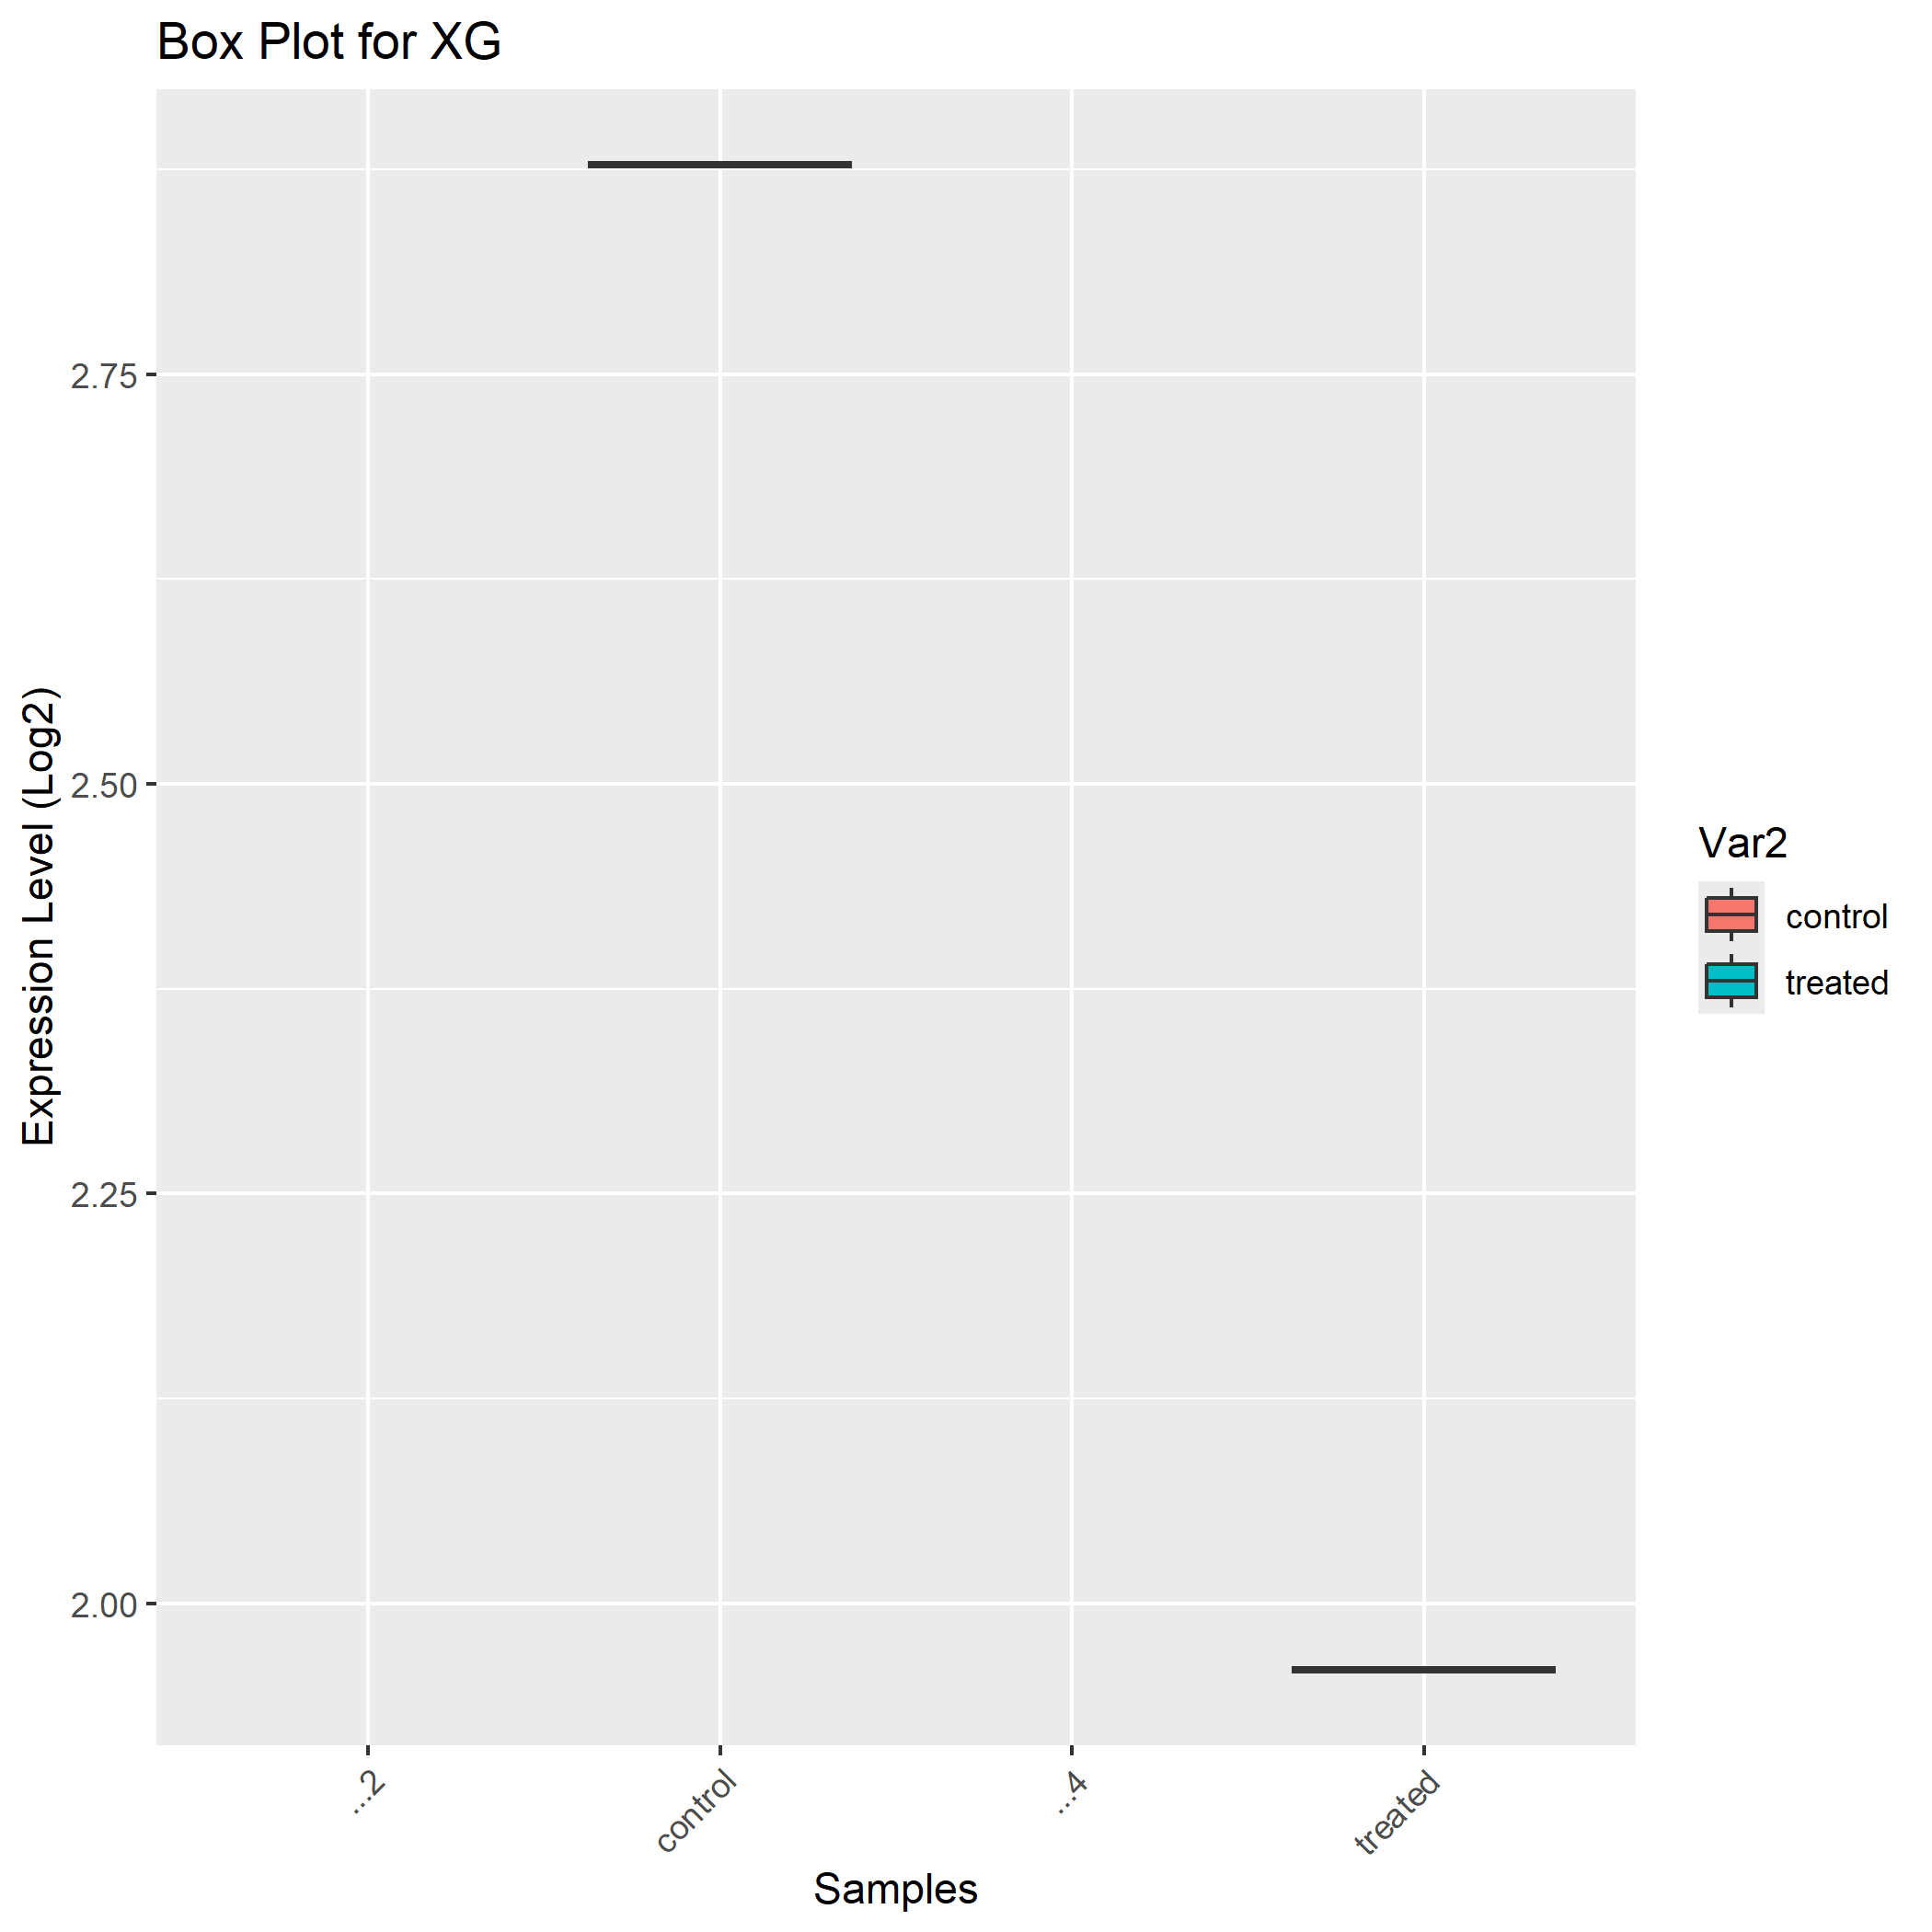 Box Plot for XG
Expression Level (Log2)
2.75
2.50
2.25
2.00
...2
control
...4
treated
Samples
Var2
control
treated